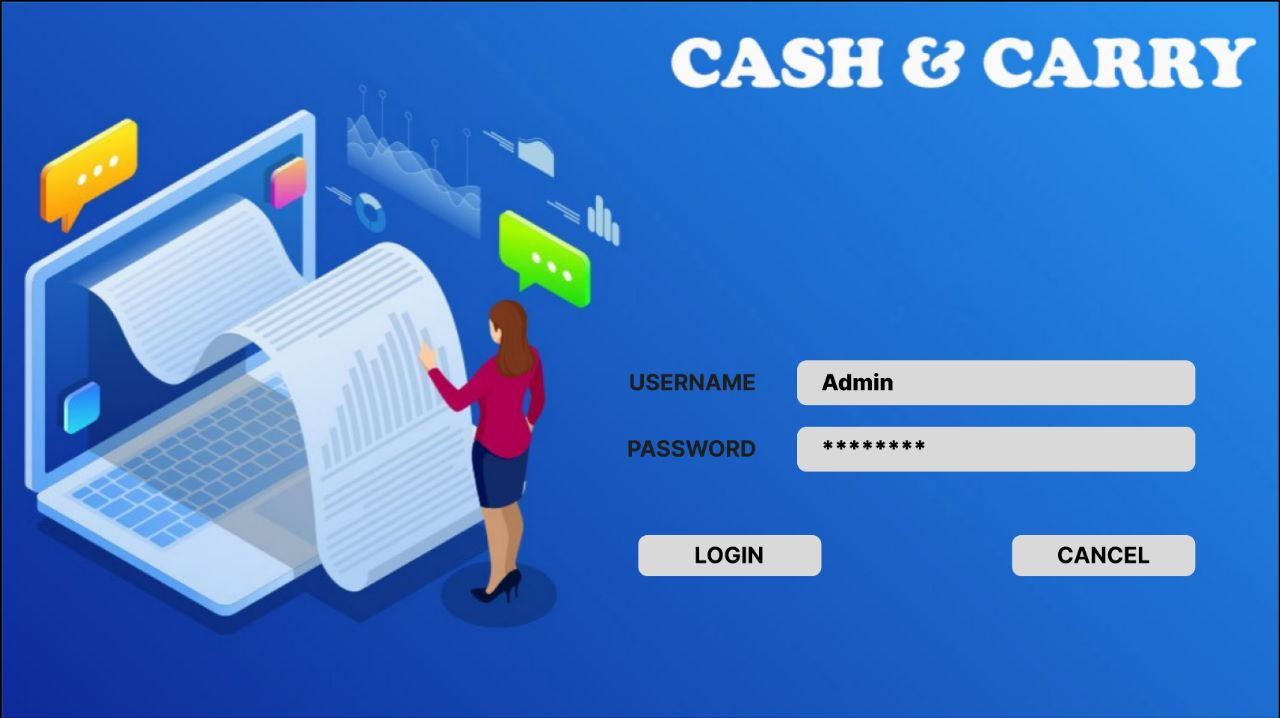 CASH & CARRY
USERNAME Admin
PASSWORD ********
LOGIN CANCEL